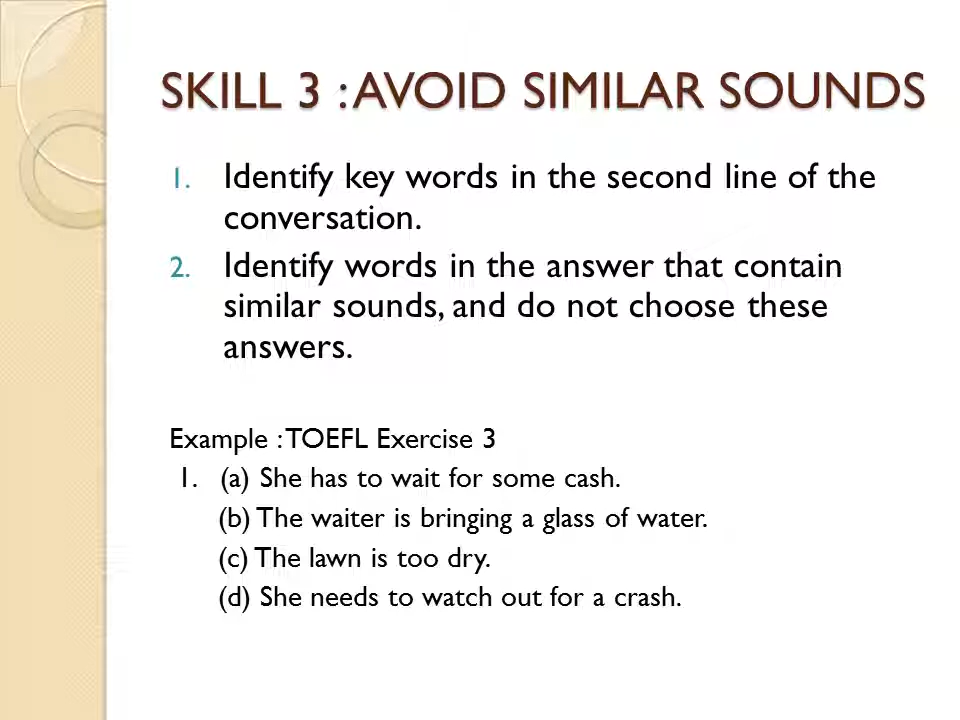 SKILL 3 : AVOID SIMILAR SOUNDS
1. Identify key words in the second line of the
conversation.
2. Identify words in the answer that contain
similar sounds, and do not choose these
answers.
Example : TOEFL Exercise 3
1. (a) She has to wait for some cash.
(b) The waiter is bringing a glass of water.
(c) The lawn is too dry.
(d) She needs to watch out for a crash.